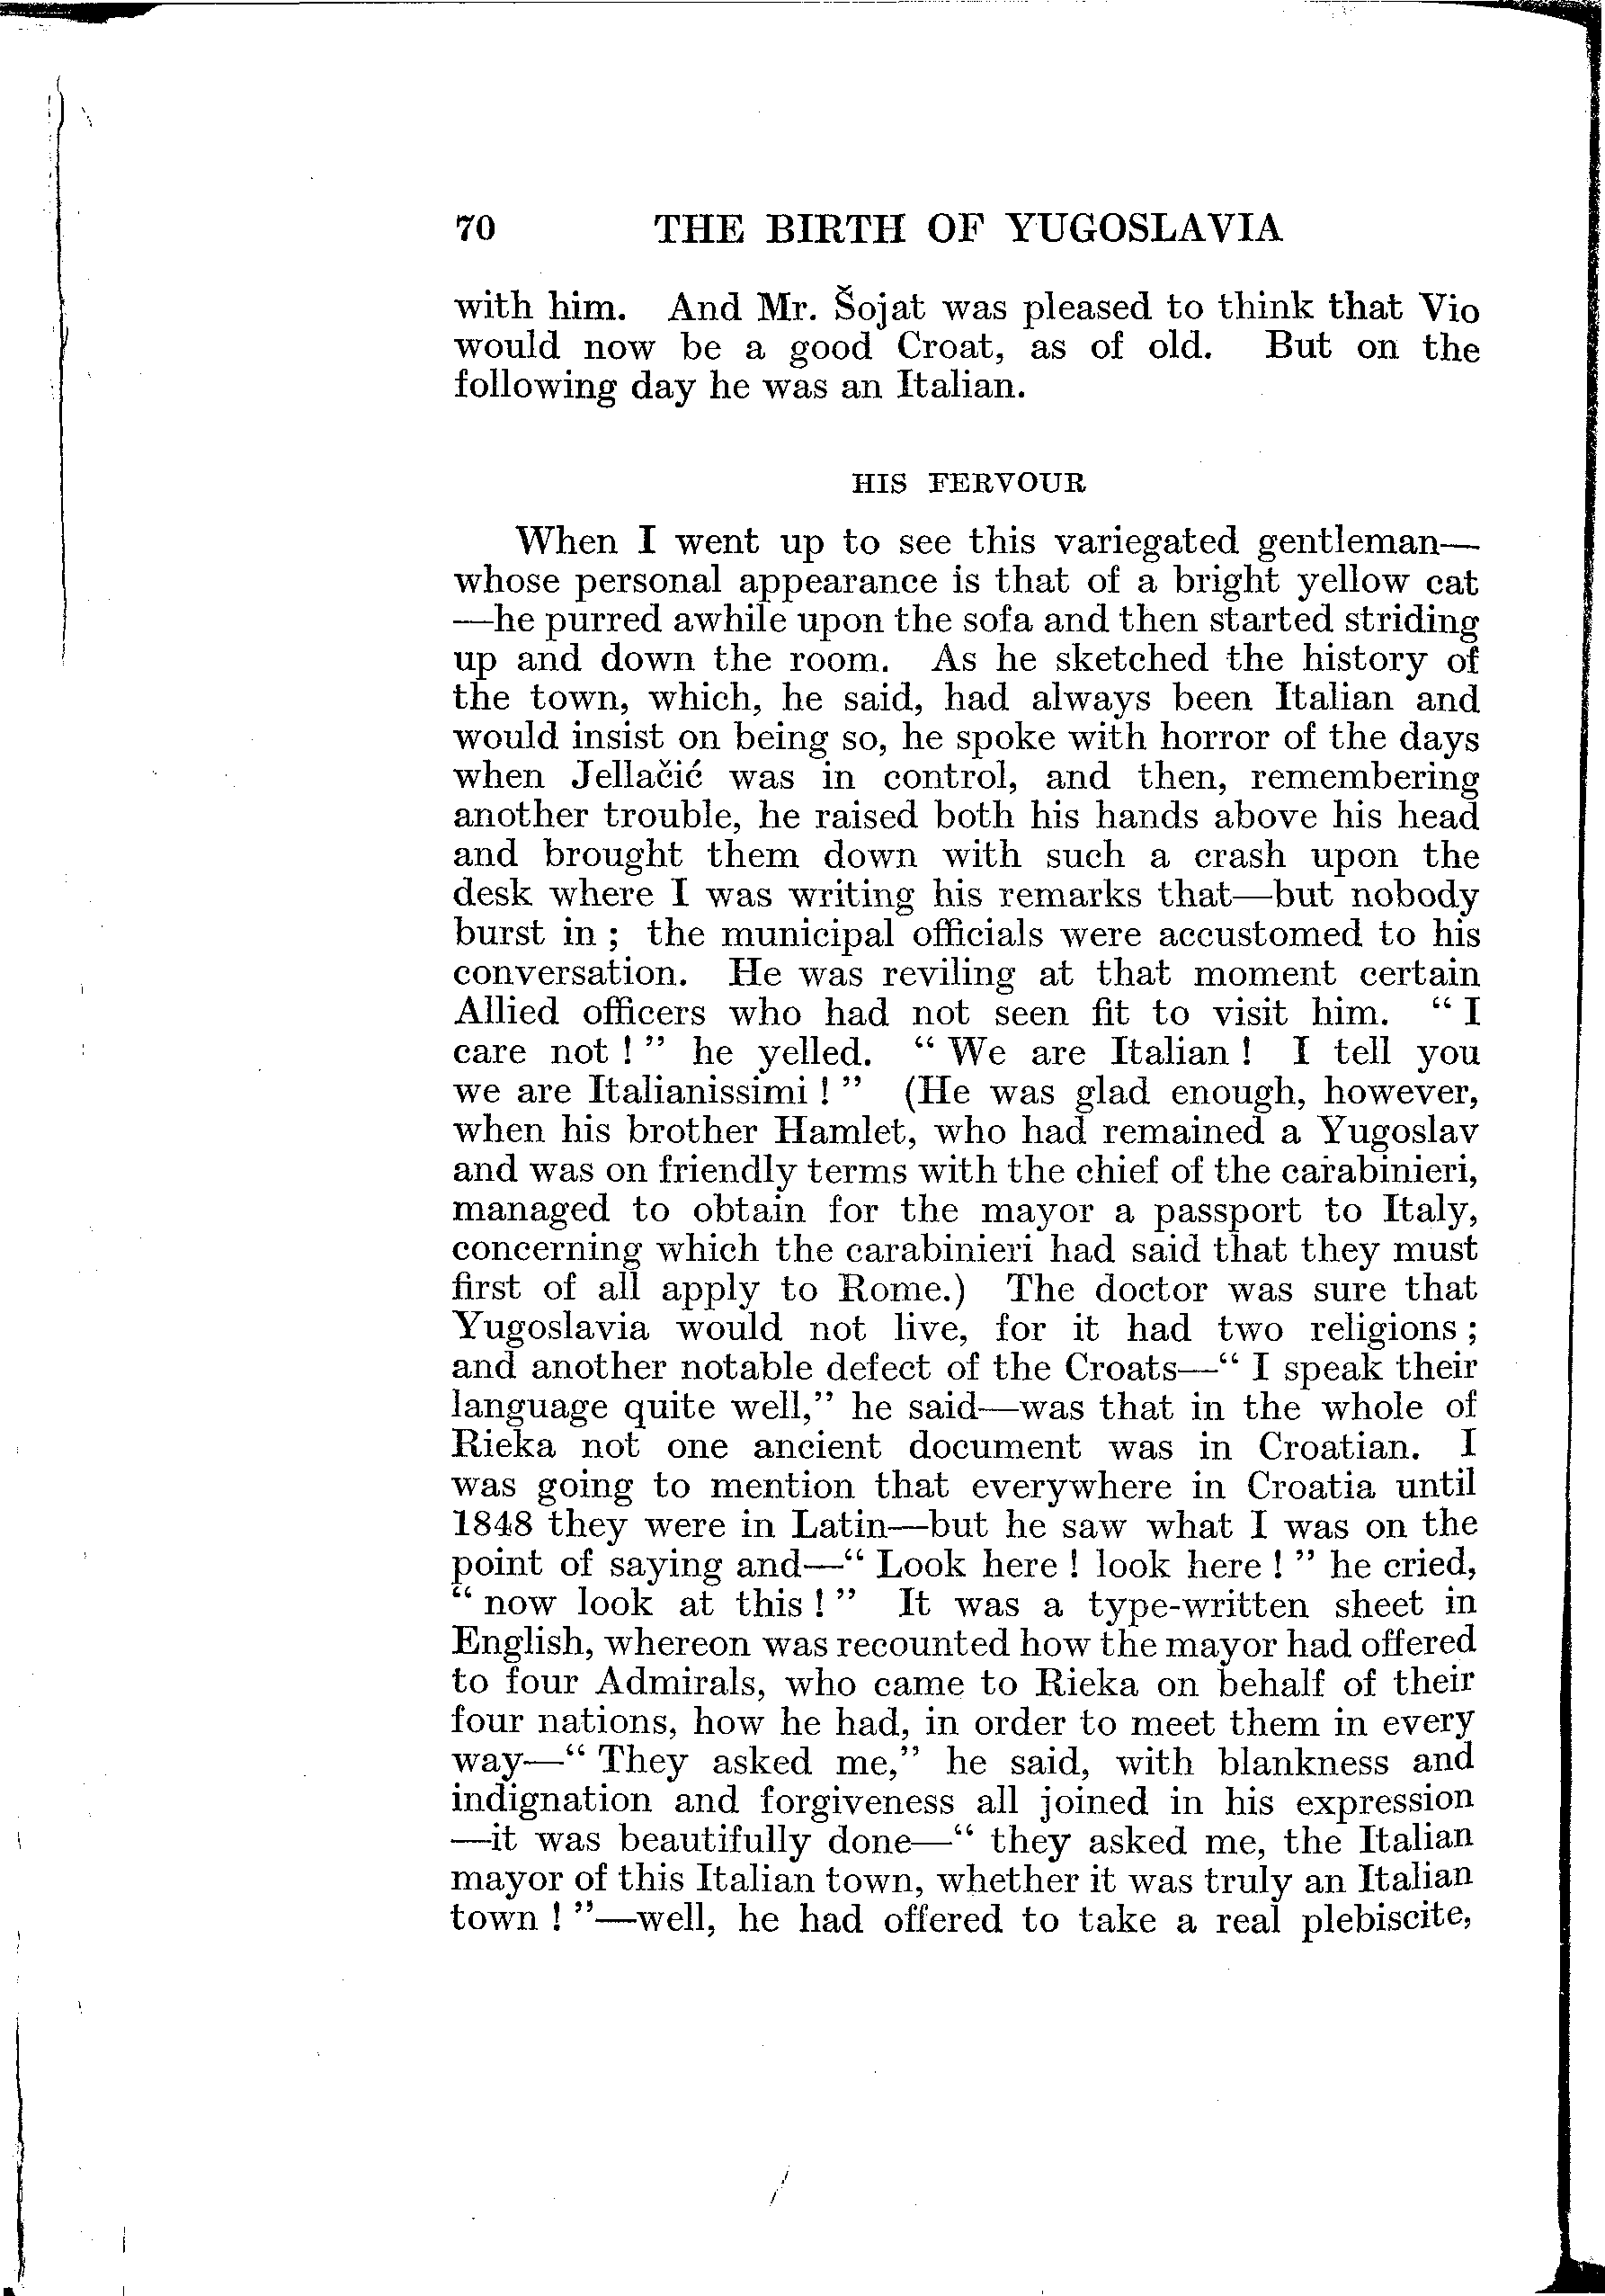 70 THE BIRTH OF YUGOSLAVIA
with him. And Mr. Šojat was pleased to think that Vio
would now be a good Croat, as of old. But on the
following day he was an Italian.
HIS FERVOUR
When I went up to see this variegated gentleman—
whose personal appearance is that of a bright yellow cat
—he purred awhile upon the sofa and then started striding
up and down the room. As he sketched the history of
the town, which, he said, had always been Italian and
would insist on being so, he spoke with horror of the days
when Jellačić was in control, and then, remembering
another trouble, he raised both his hands above his head
and brought them down with such a crash upon the
desk where I was writing his remarks that—but nobody
burst in ; the municipal officials were accustomed to his
conversation. He was reviling at that moment certain
Allied officers who had not seen fit to visit him. “ I
care not ! ” he yelled. “ We are Italian ! I tell you
we are Italianissimi ! ” (He was glad enough, however,
when his brother Hamlet, who had remained a Yugoslav
and was on friendly terms with the chief of the carabinieri,
managed to obtain for the mayor a passport to Italy,
concerning which the carabinieri had said that they must
first of all apply to Rome.) The doctor was sure that
Yugoslavia would not live, for it had two religions ;
and another notable defect of the Croats—“ I speak their
language quite well,” he said—was that in the whole of
Rieka not one ancient document was in Croatian. I
was going to mention that everywhere in Croatia until
1848 they were in Latin—but he saw what I was on the
point of saying and—“ Look here ! look here ! ” he cried,
“ now look at this ! ” It was a type-written sheet in
English, whereon was recounted how the mayor had offered
to four Admirals, who came to Rieka on behalf of their
four nations, how he had, in order to meet them in every
way—“ They asked me,” he said, with blankness and
indignation and forgiveness all joined in his expression
—it was beautifully done—“ they asked me, the Italian
mayor of this Italian town, whether it was truly an Italian
town ! ”—well, he had offered to take a real plebiscite,